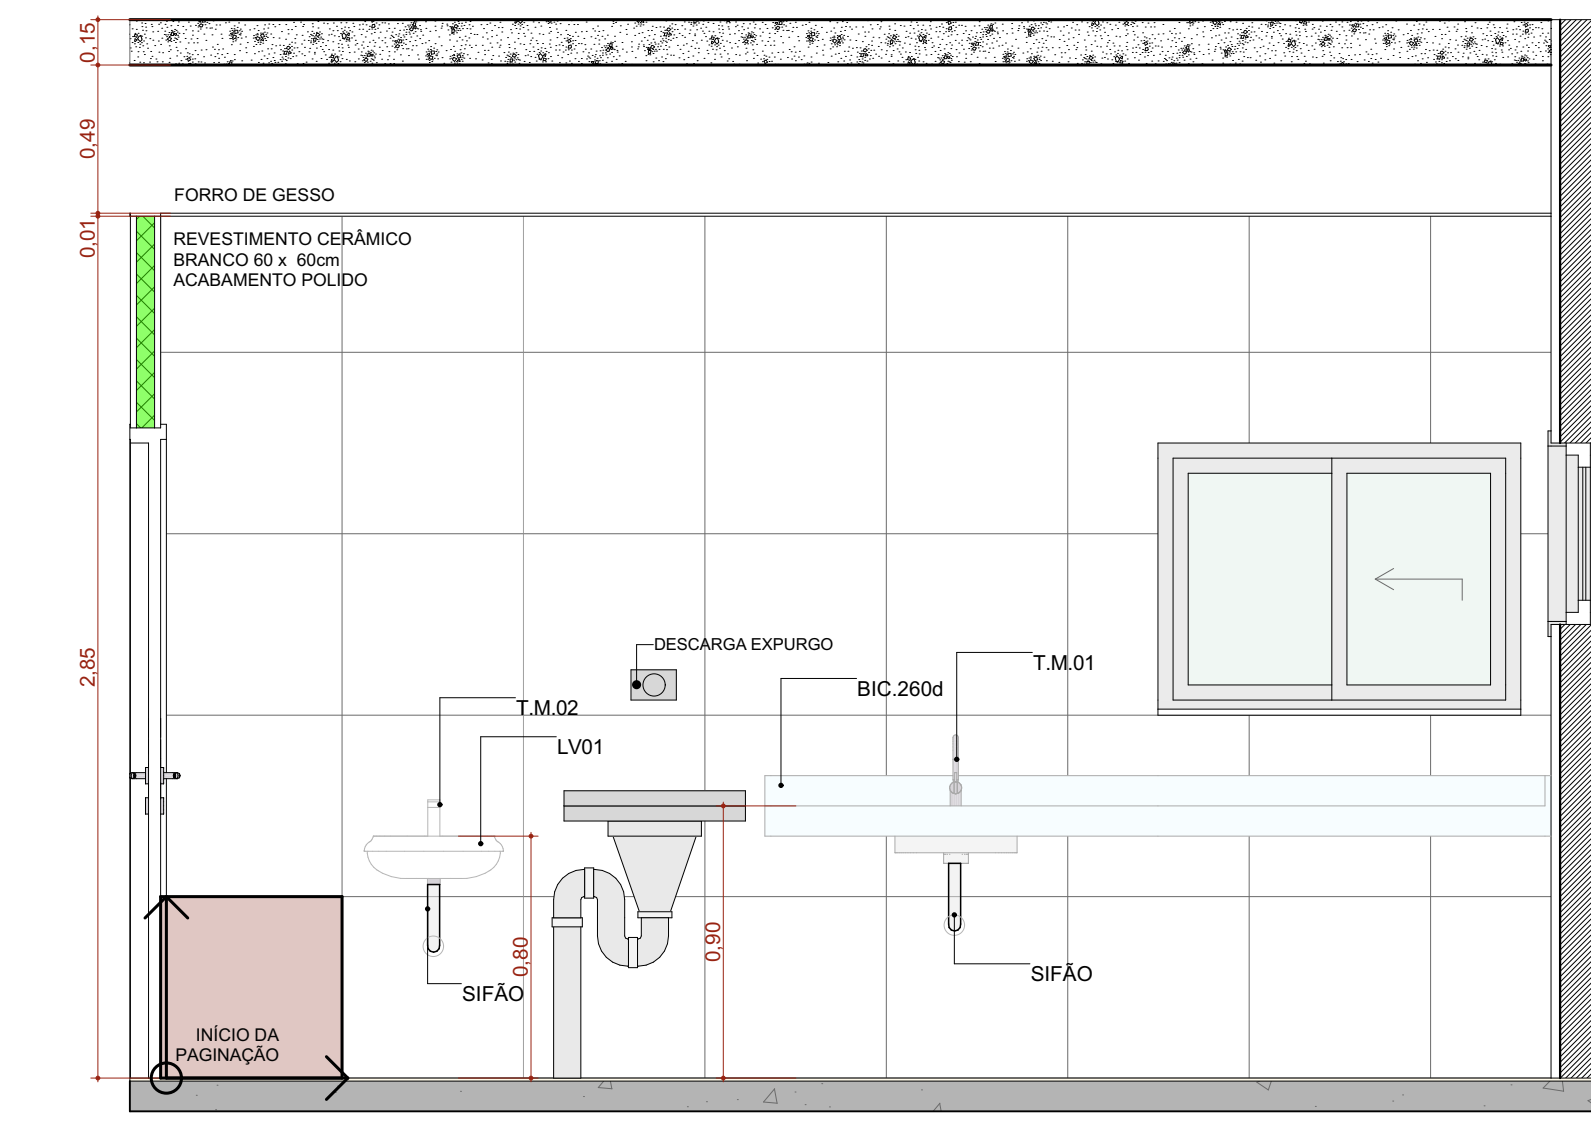 0,15
0,49
FORRO DE GESSO
0,01
REVESTIMENTO CERÂMICO
BRANCO 60 x  60cm
ACABAMENTO POLIDO
2,85
DESCARGA EXPURGO
T.M.01
BIC.260d
T.M.02
LV01
0,80
0,90
SIFÃO
SIFÃO
INÍCIO DA
PAGINAÇÃO